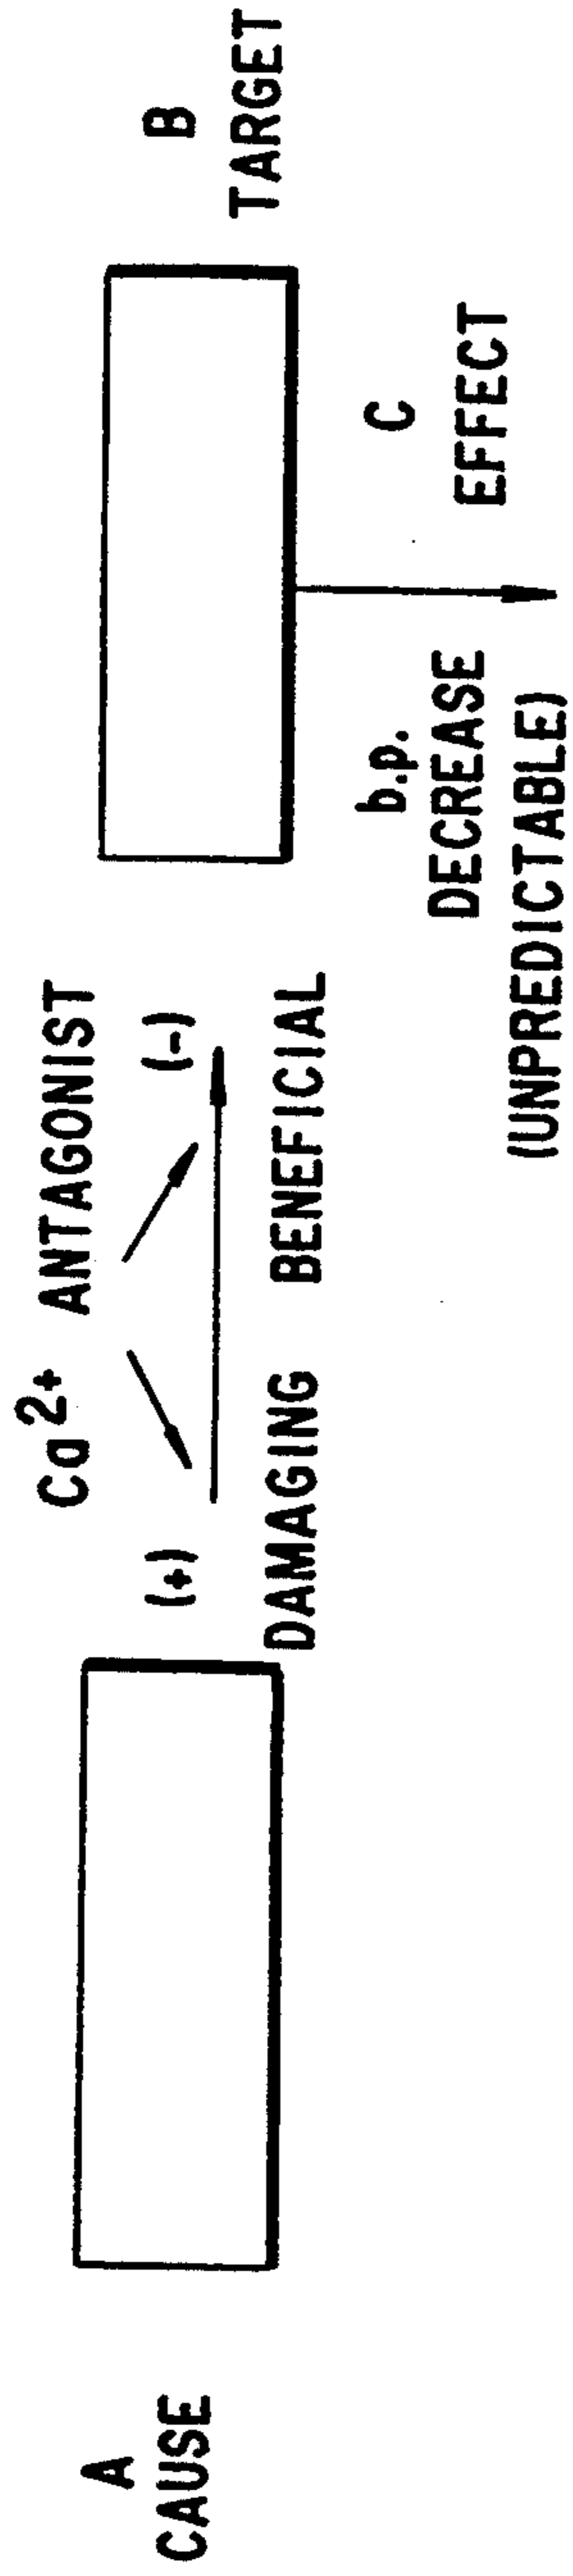 A
CAUSE
Ca2+ ANTAGONIST
(+)
(-)
DAMAGING BENEFICIAL
B
TARGET
b.p.
DECREASE
(UNPREDICTABLE)
C
EFFECT